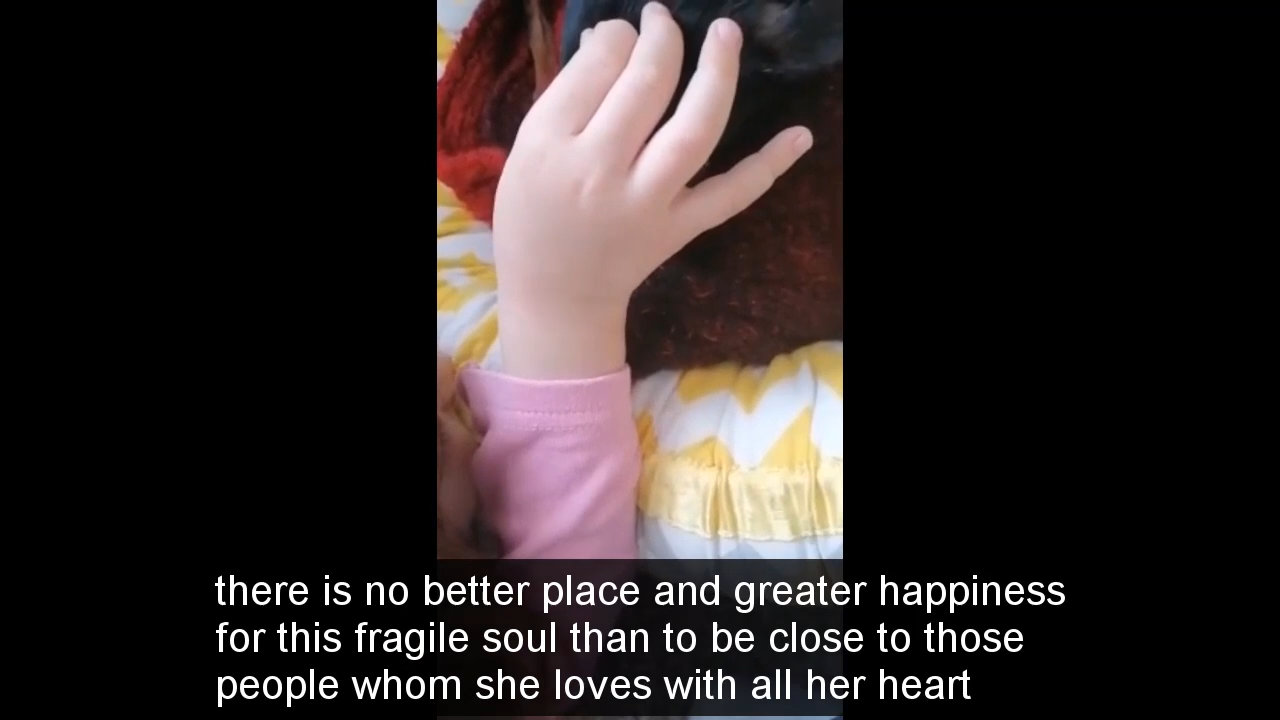 there is no better place and greater happiness
for this fragile soul than to be close to those
people whom she loves with all her heart